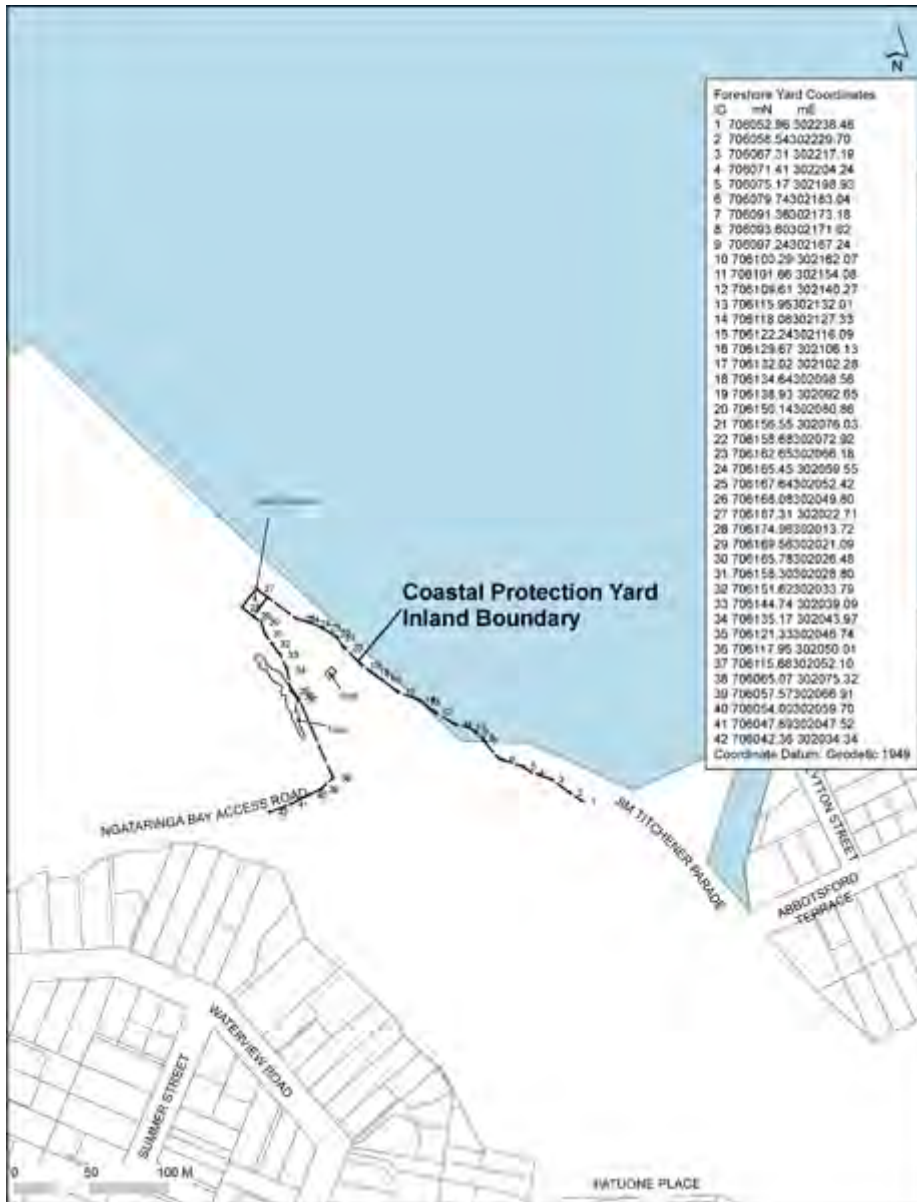 N
Foreshore Yard Coordinates
ID mN mE
1 706052.96 302238.46
2 706058.54302229.70
3 706067.31 302217.19
4 706071.41 302204.24
5 706075.17 302198.93
6 706079.74302183.04
7 706091.36302173.18
8 706093.60302171.02
9 706097.24302167.24
10 706100.29 302162.07
11 706101.66 302154.08
12 706109.61 302140.27
13 706115.95302132.01
14 706118.08302127.33
15 706122.24302116.09
16 706129.67 302106.13
17 706132.02 302102.28
18 706134.64302098.56
19 706138.93 302092.65
20 706150.14302080.86
21 706156.55 302076.03
22 706158.68302072.92
23 706162.65302066.18
24 706165.45 302059.55
25 706167.64302052.42
26 706168.08302049.80
27 706187.31 302022.71
28 706174.96302013.72
29 706169.56302021.09
30 706165.78302026.48
31 706158.30302028.80
32 706151.62302033.79
33 706144.74 302039.09
34 706135.17 302043.97
35 706121.33302046.74
36 706117.95 302050.01
37 706115.68302052.10
38 706065.07 302075.32
39 706057.57302066.91
40 706054.00302059.70
41 706047.69302047.52
42 706042.36 302034.34
Coordinate Datum: Geodetic 1949
Coastal Protection Yard
Inland Boundary
NGATARINGA BAY ACCESS ROAD
JIM TITCHENER PARADE
LYTTON STREET
ABBOTSFORD
TERRACE
WATERVIEW ROAD
SUMMER STREET
PATUONE PLACE
0 50 100 M